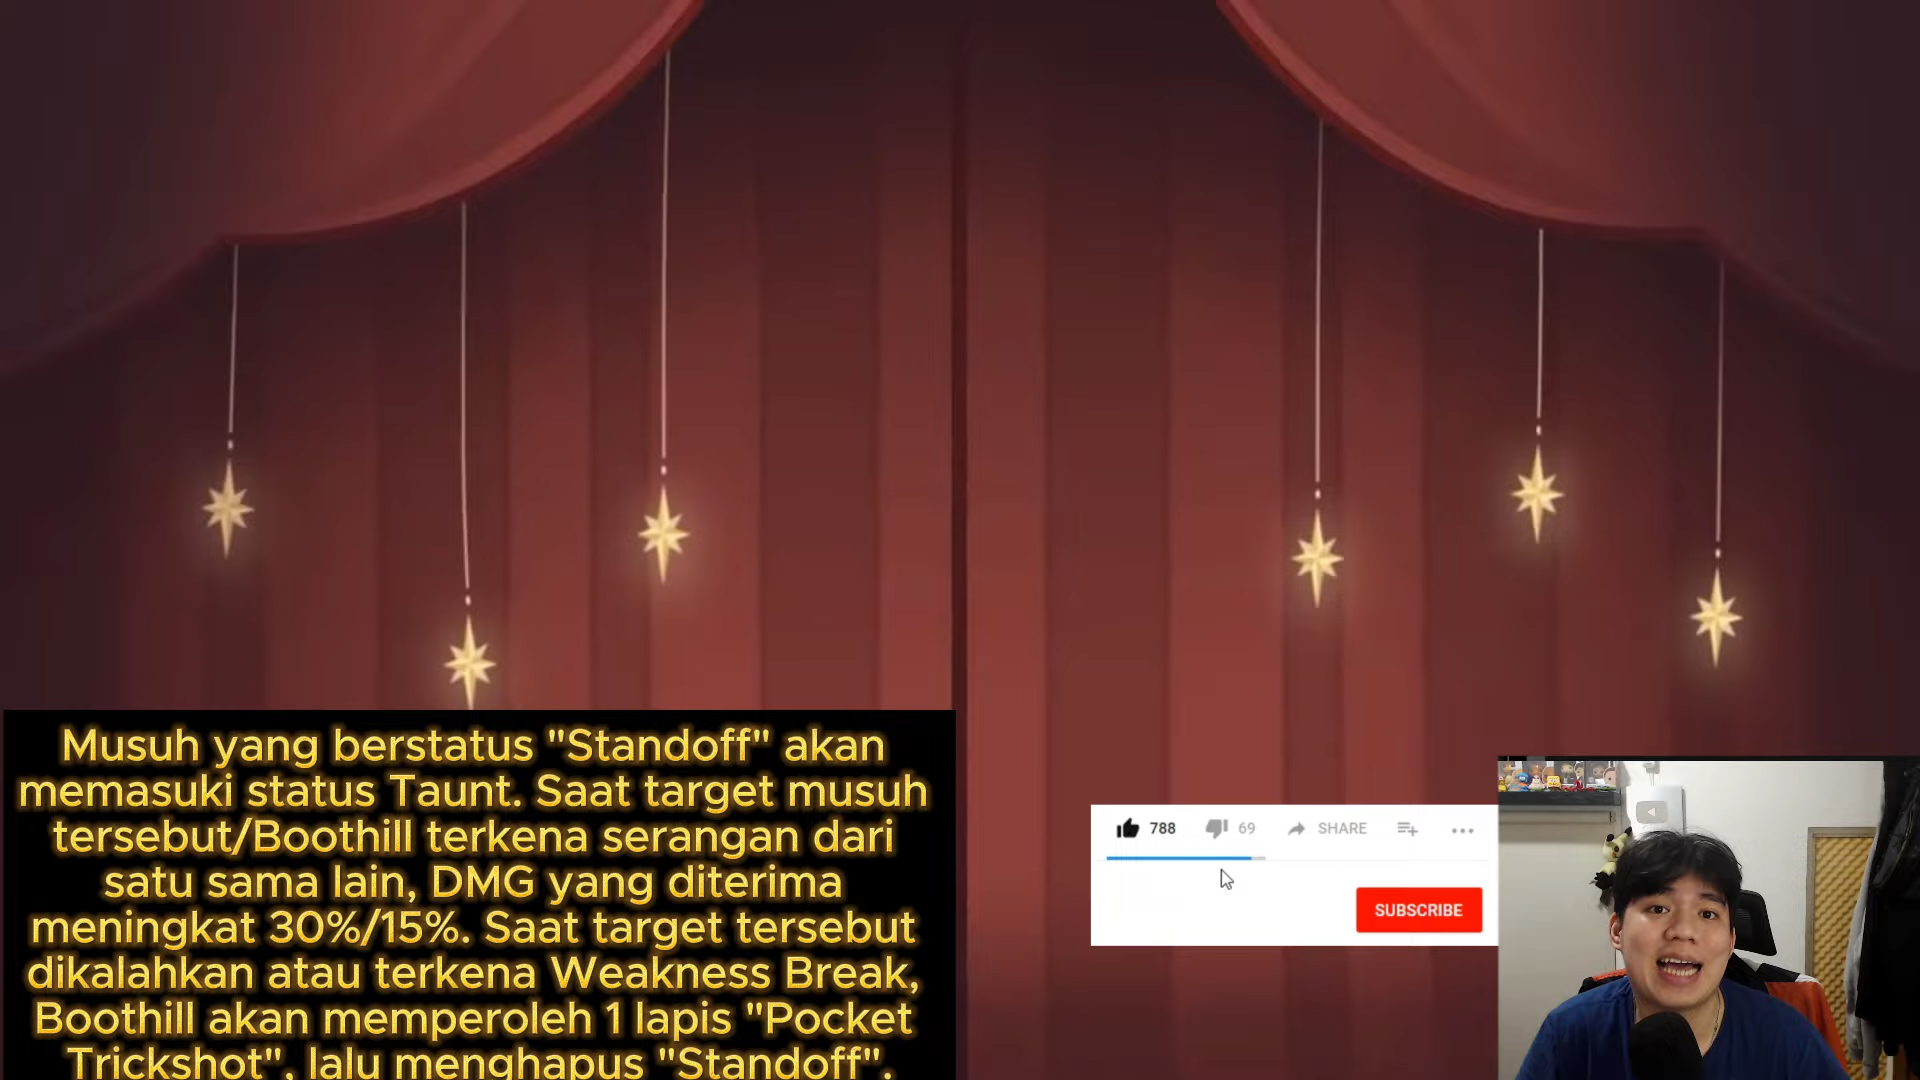 Musuh yang berstatus "Standoff" akan
memasuki status Taunt. Saat target musuh
tersebut/Boothill terkena serangan dari
satu sama lain, DMG yang diterima
meningkat 30%/15%. Saat target tersebut
dikalahkan atau terkena Weakness Break,
Boothill akan memperoleh 1 lapis "Pocket
Trickshot", lalu menghapus "Standoff".
788 69 SHARE
SUBSCRIBE